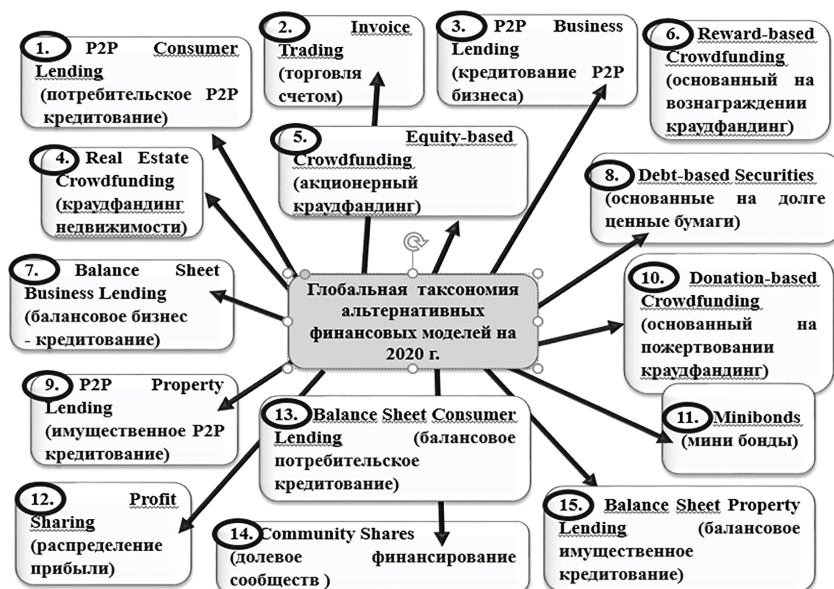 1. P2P Consumer
Lending
(потребительское P2P
кредитование)
2. Invoice
Trading
(торговля
счетом)
3. P2P Business
Lending
(кредитование P2P
бизнеса)
6. Reward-based
Crowdfunding
(основанный на
вознаграждении
краудфандинг)
4. Real Estate
Crowdfunding
(краудфандинг
недвижимости)
5. Equity-based
Crowdfunding
(акционерный
краудфандинг)
8. Debt-based Securities
(основанные на долге
ценные бумаги)
7. Balance Sheet
Business Lending
(балансовое бизнес
- кредитование)
Глобальная таксономия
альтернативных
финансовых моделей на
2020 г.
10. Donation-based
Crowdfunding
(основанный на
пожертвовании
краудфандинг)
9. P2P Property
Lending
(имущественное P2P
кредитование)
13. Balance Sheet Consumer
Lending (балансовое
потребительское
кредитование)
11. Minibonds
(мини бонды)
12. Profit
Sharing
(распределение
прибыли)
14. Community Shares
(долевое финансирование
сообществ )
15. Balance Sheet Property
Lending (балансовое
имущественное
кредитование)